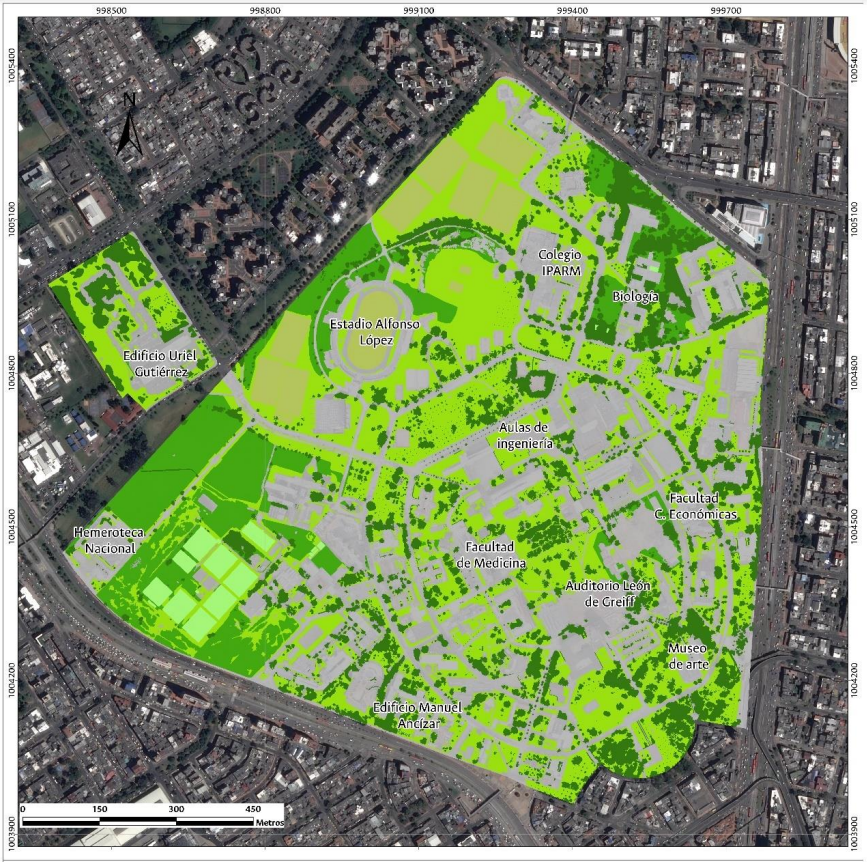 998500 998800 999100 999400 999700
1005400 1005400
N
1005100 1005100
Colegio
IPARM
Biología
Estadio Alfonso
López
Edificio Uriel
Gutiérrez
1004800 1004800
Aulas de
ingeniería
Facultad
C. Económicas
Hemeroteca
Nacional
1004500 1004500
Facultad
de Medicina
Auditorio León
de Creiff
Museo
de arte
1004200 1004200
Edificio Manuel
Ancízar
0 150 300 450
Metros
1003900 1003900